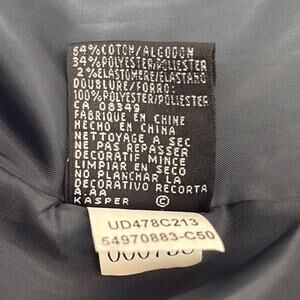 64% COTON/ALGODON
34% POLYESTER/POLIESTER
2% ELASTOMERE/ELASTANO
DOUBLURE/FORRO:
100% POLYESTER/POLIESTER
CA 08349
FABRIQUE EN CHINE
HECHO EN CHINA
NETTOYAGE A SEC
NE PAS REPASSER
DECORATIF MINCE
LIMPIAR EN SECO
NO PLANCHAR LA
DECORATIVO RECORTA
A.AA
KASPER ©
UD478C213
54970883-C50